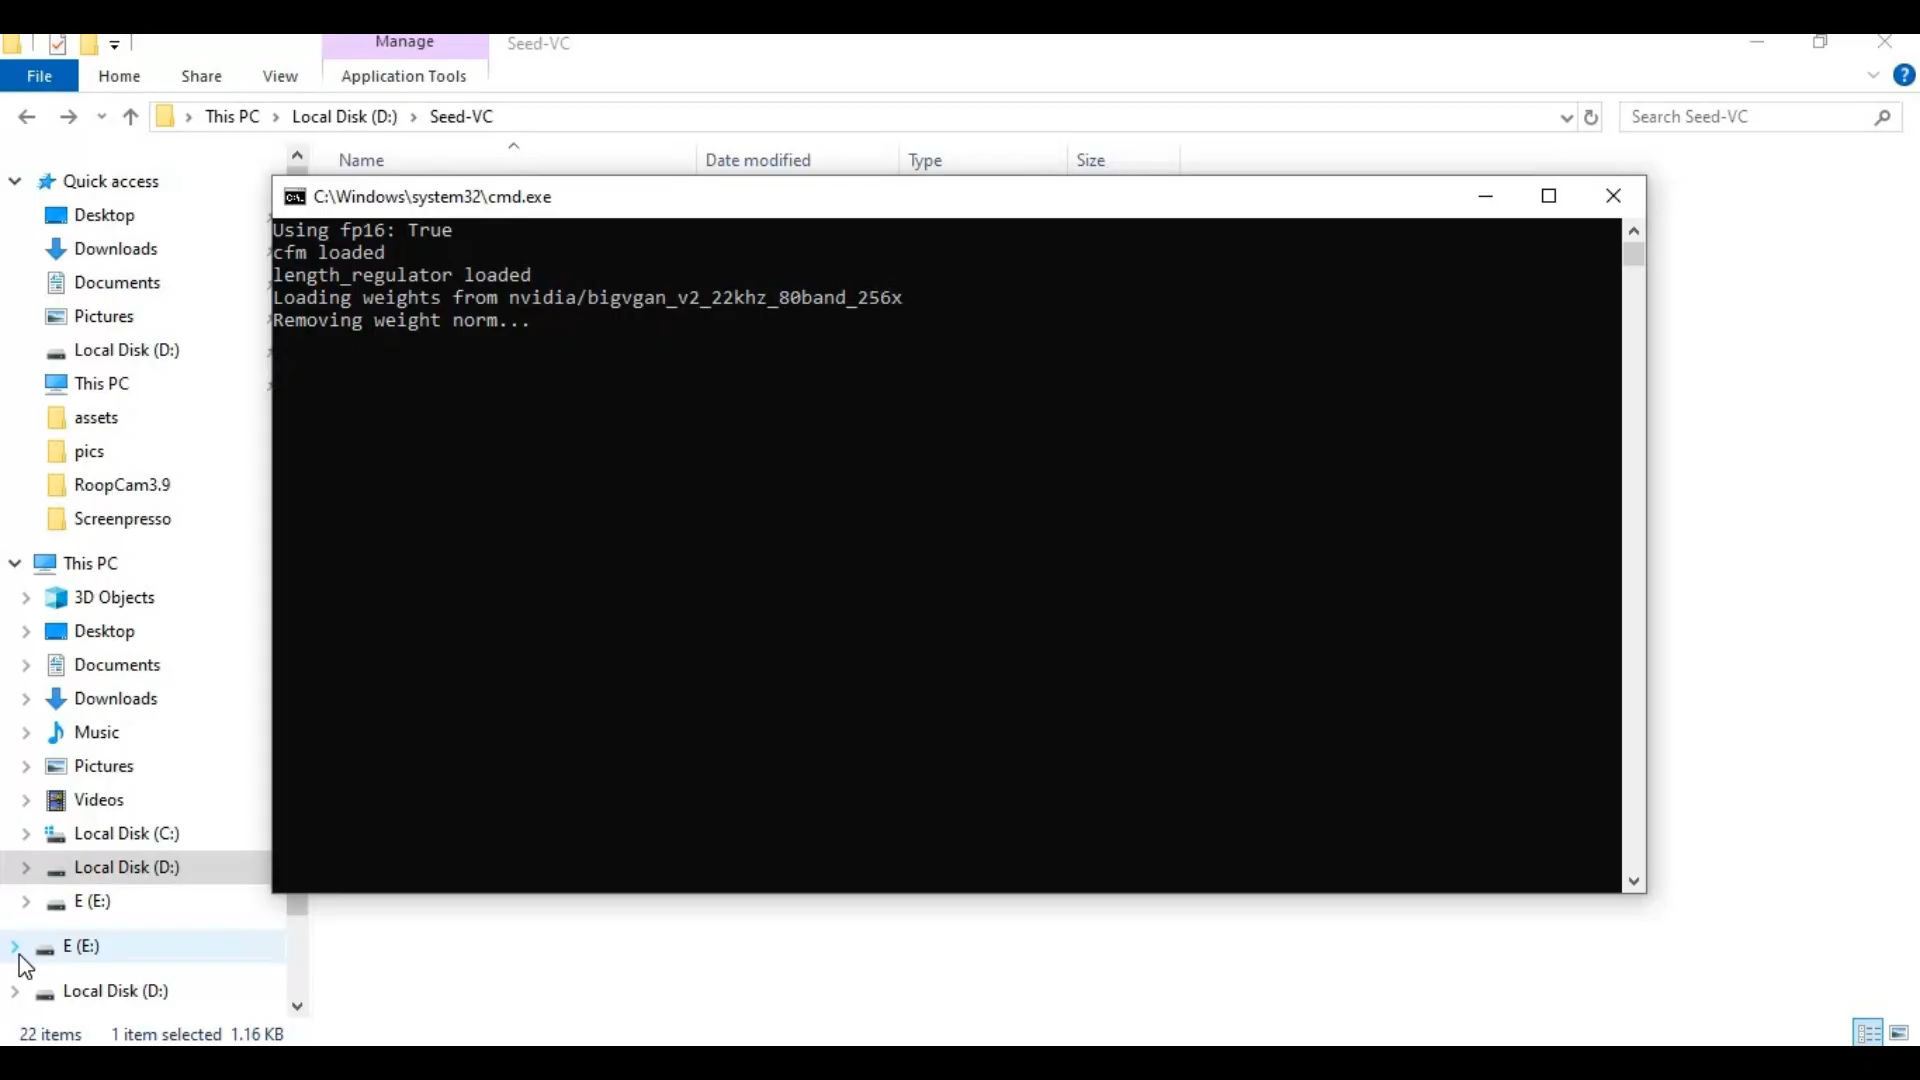 Manage
Seed-VC
File
Home
Share
View
Application Tools
This PC
Local Disk (D:)
Seed-VC
Search Seed-VC
Name
Date modified
Type
Size
C:\Windows\system32\cmd.exe
Using fp16: True
cfm loaded
length_regulator loaded
Loading weights from nvidia/bigvgan_v2_22khz_80band_256x
Removing weight norm...
Quick access
Desktop
Downloads
Documents
Pictures
Local Disk (D:)
This PC
assets
pics
RoopCam3.9
Screenpresso
This PC
3D Objects
Desktop
Documents
Downloads
Music
Pictures
Videos
Local Disk (C:)
Local Disk (D:)
E (E:)
E (E:)
Local Disk (D:)
22 items
1 item selected 1.16 KB